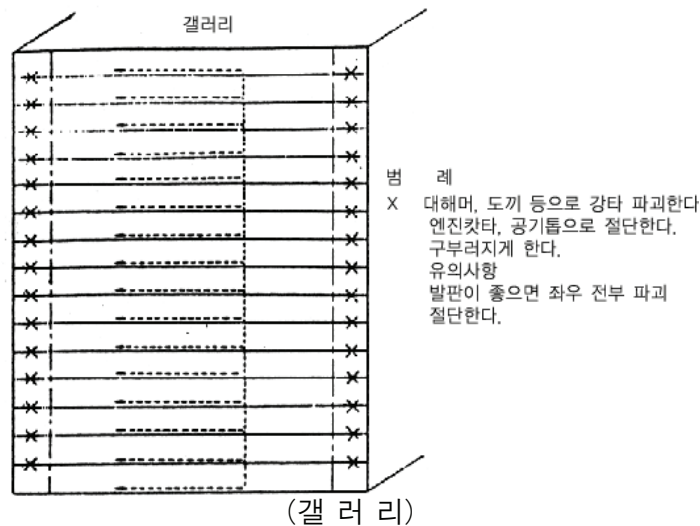 갤러리
범 례
X 대해머, 도끼 등으로 강타 파괴한다
엔진캇타, 공기톱으로 절단한다.
구부러지게 한다.
유의사항
발판이 좋으면 좌우 전부 파괴
절단한다.
(갤 러 리)